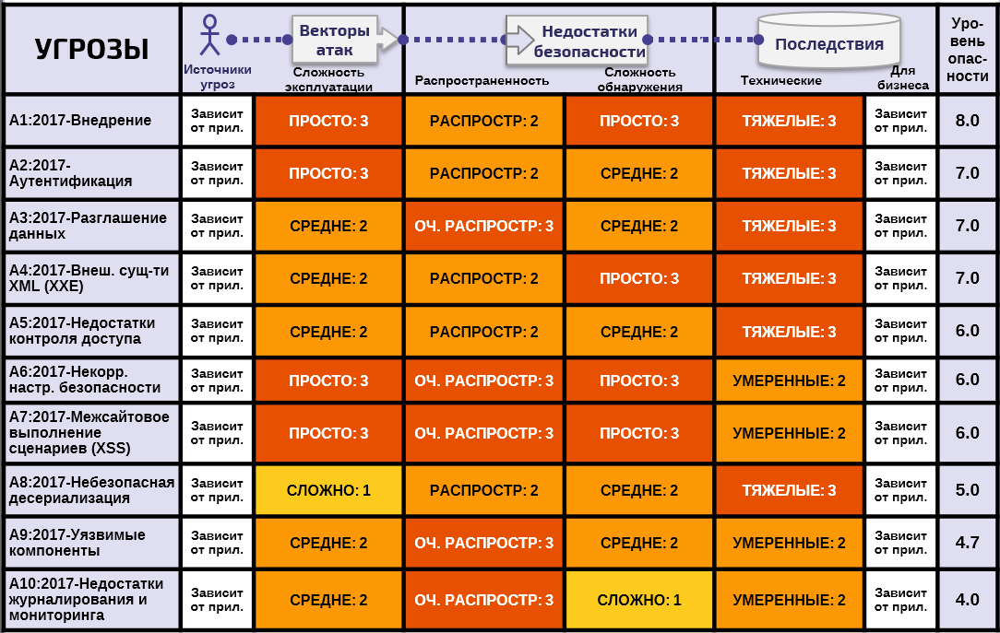 УГРОЗЫ
Источники
угроз
Векторы
атак
Сложность
эксплуатации
Распространенность
Недостатки
безопасности
Сложность
обнаружения
Последствия
Технические
Для
бизнеса
Уро-
вень
опас-
ности
A1:2017-Внедрение
Зависит
от прил.
ПРОСТО: 3
РАСПРОСТР: 2
ПРОСТО: 3
ТЯЖЕЛЫЕ: 3
Зависит
от прил.
8.0
A2:2017-
Аутентификация
Зависит
от прил.
ПРОСТО: 3
РАСПРОСТР: 2
СРЕДНЕ: 2
ТЯЖЕЛЫЕ: 3
Зависит
от прил.
7.0
A3:2017-Разглашение
данных
Зависит
от прил.
СРЕДНЕ: 2
ОЧ. РАСПРОСТР: 3
СРЕДНЕ: 2
ТЯЖЕЛЫЕ: 3
Зависит
от прил.
7.0
A4:2017-Внеш. сущ-ти
XML (XXE)
Зависит
от прил.
СРЕДНЕ: 2
РАСПРОСТР: 2
ПРОСТО: 3
ТЯЖЕЛЫЕ: 3
Зависит
от прил.
7.0
A5:2017-Недостатки
контроля доступа
Зависит
от прил.
СРЕДНЕ: 2
РАСПРОСТР: 2
СРЕДНЕ: 2
ТЯЖЕЛЫЕ: 3
Зависит
от прил.
6.0
A6:2017-Некорр.
настр. безопасности
Зависит
от прил.
ПРОСТО: 3
ОЧ. РАСПРОСТР: 3
ПРОСТО: 3
УМЕРЕННЫЕ: 2
Зависит
от прил.
6.0
A7:2017-Межсайтовое
выполнение
сценариев (XSS)
Зависит
от прил.
ПРОСТО: 3
ОЧ. РАСПРОСТР: 3
ПРОСТО: 3
УМЕРЕННЫЕ: 2
Зависит
от прил.
6.0
A8:2017-Небезопасная
десериализация
Зависит
от прил.
СЛОЖНО: 1
РАСПРОСТР: 2
СРЕДНЕ: 2
ТЯЖЕЛЫЕ: 3
Зависит
от прил.
5.0
A9:2017-Уязвимые
компоненты
Зависит
от прил.
СРЕДНЕ: 2
ОЧ. РАСПРОСТР: 3
СРЕДНЕ: 2
УМЕРЕННЫЕ: 2
Зависит
от прил.
4.7
A10:2017-Недостатки
журналирования и
мониторинга
Зависит
от прил.
СРЕДНЕ: 2
ОЧ. РАСПРОСТР: 3
СЛОЖНО: 1
УМЕРЕННЫЕ: 2
Зависит
от прил.
4.0